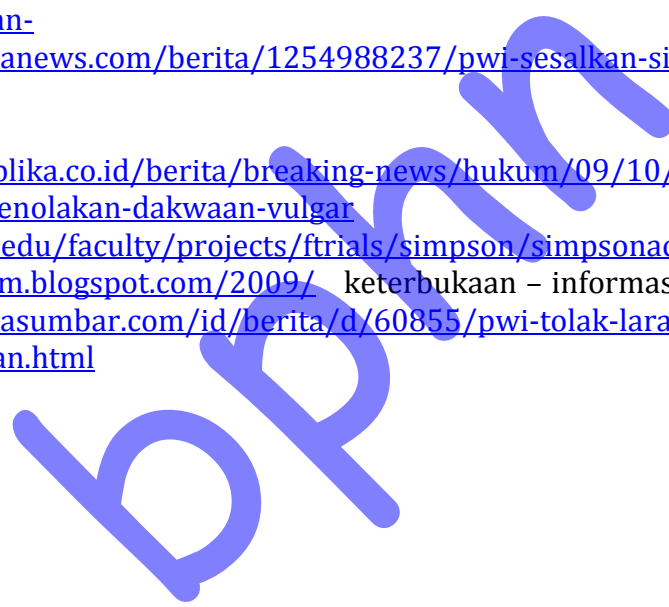 an-
anews.com/berita/1254988237/pwi-sesalkan-si
blika.co.id/berita/breaking-news/hukum/09/10/
enolakan-dakwaan-vulgar
edu/faculty/projects/ftrials/simpson/simpsonac
m.blogspot.com/2009/ keterbukaan – informas
asumbar.com/id/berita/d/60855/pwi-tolak-lara
an.html
bphn